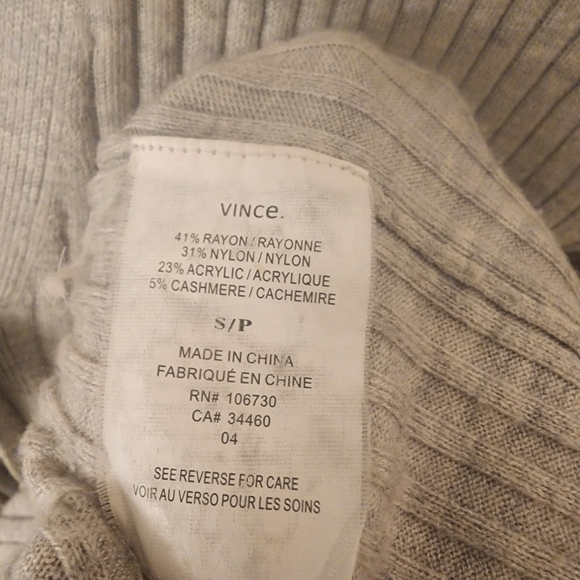 VINCE.
41% RAYON/RAYONNE
31% NYLON / NYLON
23% ACRYLIC / ACRYLIQUE
5% CASHMERE / CACHEMIRE
S/P
MADE IN CHINA
FABRIQUÉ EN CHINE
RN# 106730
CA# 34460
04
SEE REVERSE FOR CARE
VOIR AU VERSO POUR LES SOINS